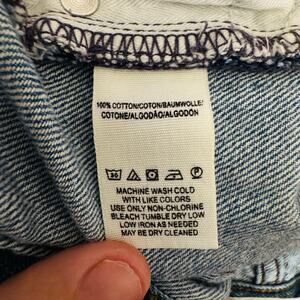 100% COTTON/COTON/BAUMWOLLE/
COTONE/ALGODÃO/ALGODÓN
30
MACHINE WASH COLD
WITH LIKE COLORS
USE ONLY NON-CHLORINE
BLEACH TUMBLE DRY LOW
LOW IRON AS NEEDED
MAY BE DRY CLEANED